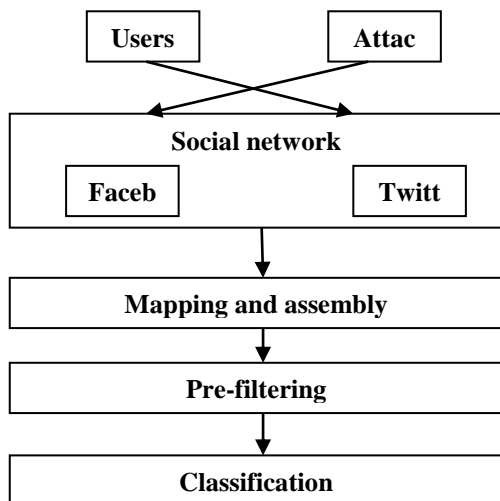 Users
Attac
Social network
Faceb
Twitt
Mapping and assembly
Pre-filtering
Classification